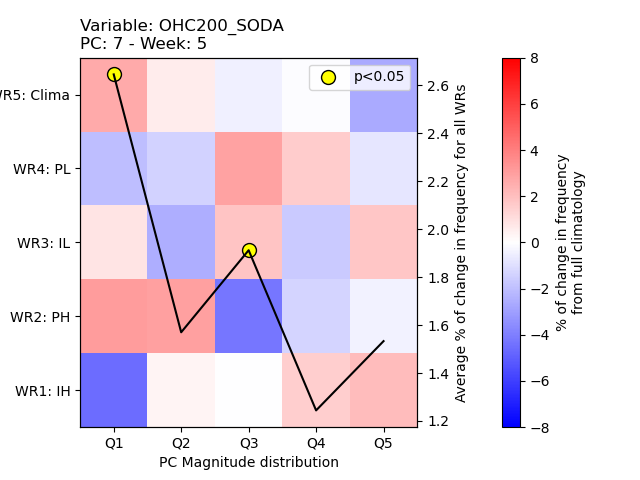 Variable: OHC200_SODA
PC: 7 - Week: 5
p<0.05
WR5: Clima
WR4: PL
WR3: IL
WR2: PH
WR1: IH
Q1 Q2 Q3 Q4 Q5
PC Magnitude distribution
2.6
2.4
2.2
2.0
1.8
1.6
1.4
1.2
Average % of change in frequency for all WRs
8
6
4
2
0
−2
−4
−6
−8
% of change in frequency
from full climatology